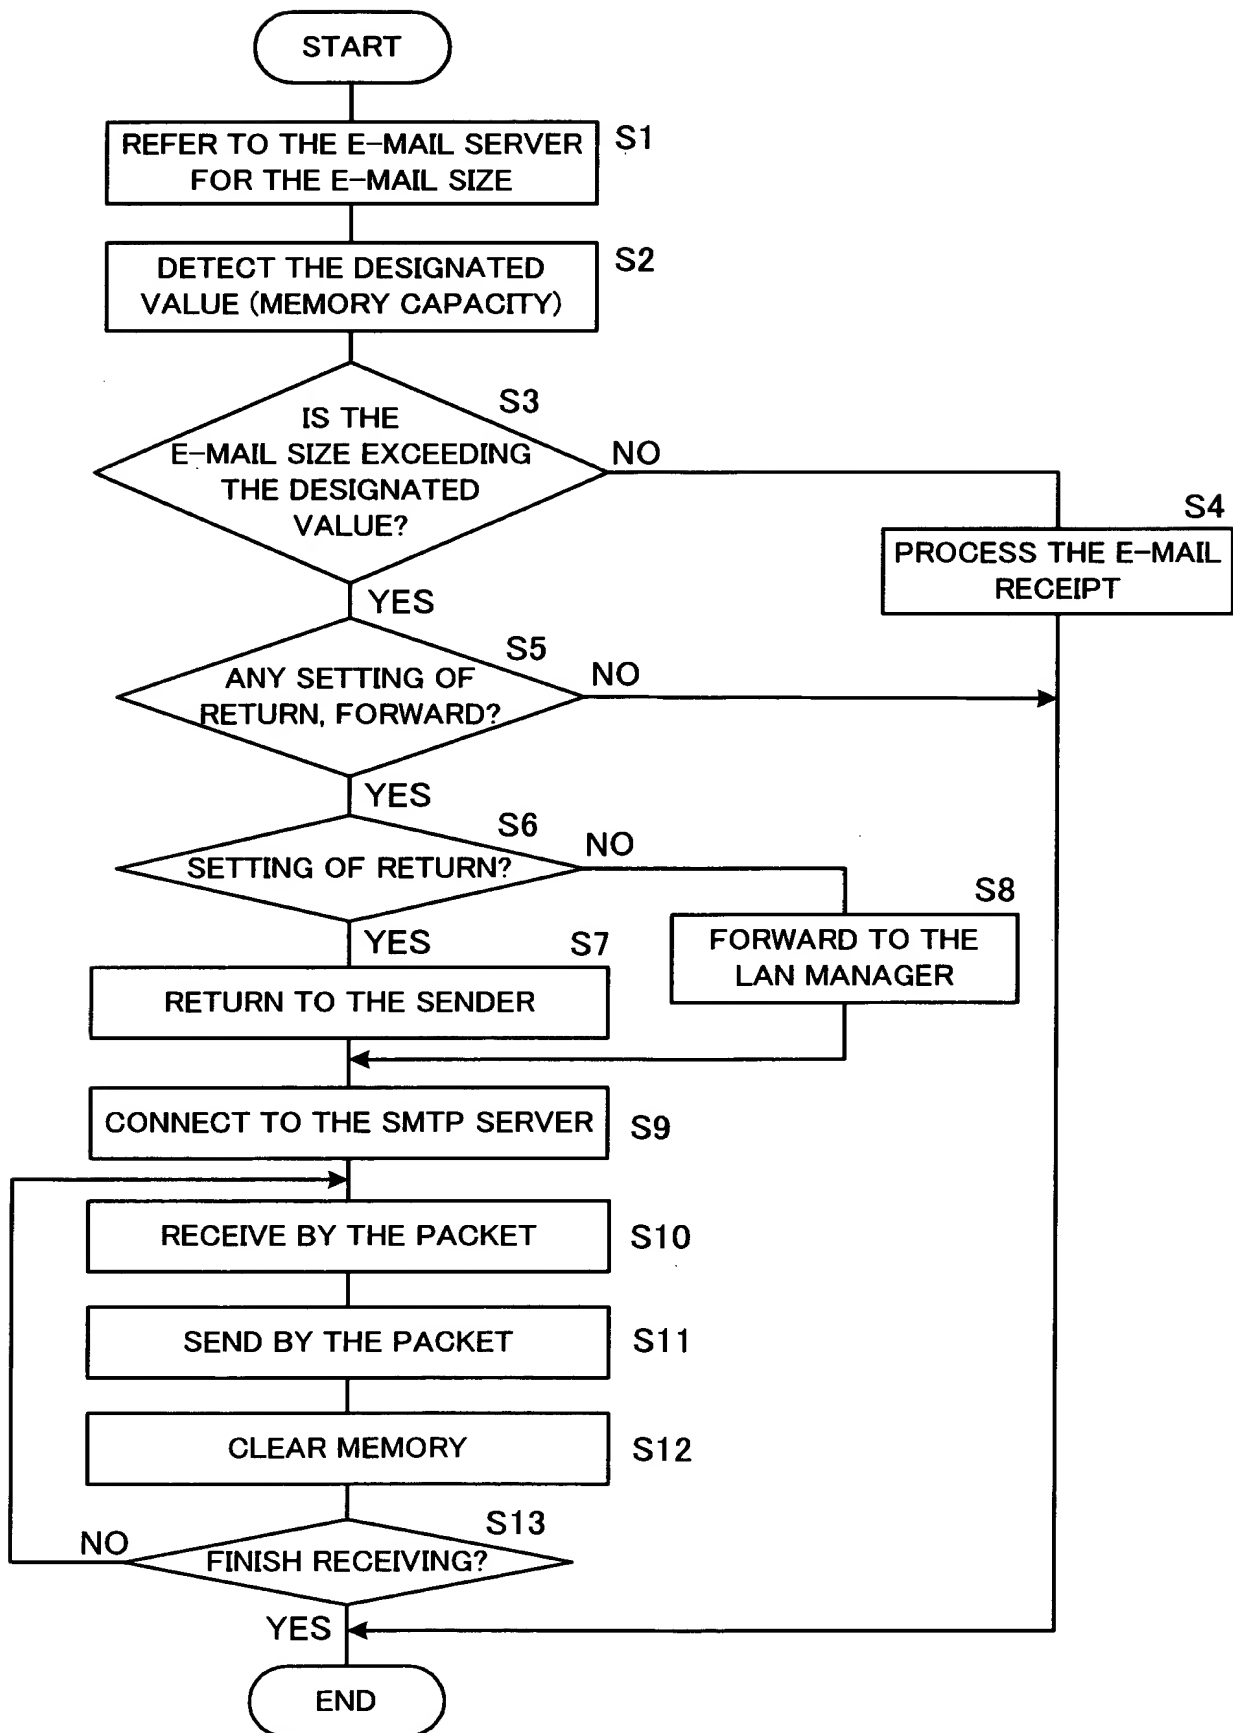 START
REFER TO THE E-MAIL SERVER
FOR THE E-MAIL SIZE
S1
DETECT THE DESIGNATED
VALUE (MEMORY CAPACITY)
S2
S3
IS THE
E-MAIL SIZE EXCEEDING
THE DESIGNATED
VALUE?
NO
YES
S4
PROCESS THE E-MAIL
RECEIPT
S5
ANY SETTING OF
RETURN, FORWARD?
NO
YES
S6
SETTING OF RETURN?
NO
YES
S7
RETURN TO THE SENDER
S8
FORWARD TO THE
LAN MANAGER
CONNECT TO THE SMTP SERVER
S9
RECEIVE BY THE PACKET
S10
SEND BY THE PACKET
S11
CLEAR MEMORY
S12
S13
FINISH RECEIVING?
NO
YES
END